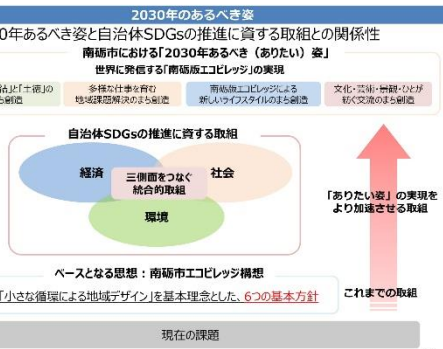 2030年のあるべき姿
0年あるべき姿と自治体SDGsの推進に資する取組との関係性
南砺市における「2030年あるべき（ありたい）姿」
世界に発信する「南砺版エコビレッジ」の実現
」と「土徳」の
創造
多様な仕事を育む
地域課題解決のまち創造
南砺版エコビレッジによる
新しいライフスタイルのまち創造
文化・芸術・景観・ひとが
紡ぐ交流のまち創造
自治体SDGsの推進に資する取組
経済
三側面をつなぐ
統合的取組
社会
環境
「ありたい姿」の実現を
より加速させる取組
ベースとなる思想：南砺市エコビレッジ構想
「小さな循環による地域デザイン」を基本理念とした、6つの基本方針
これまでの取組
現在の課題